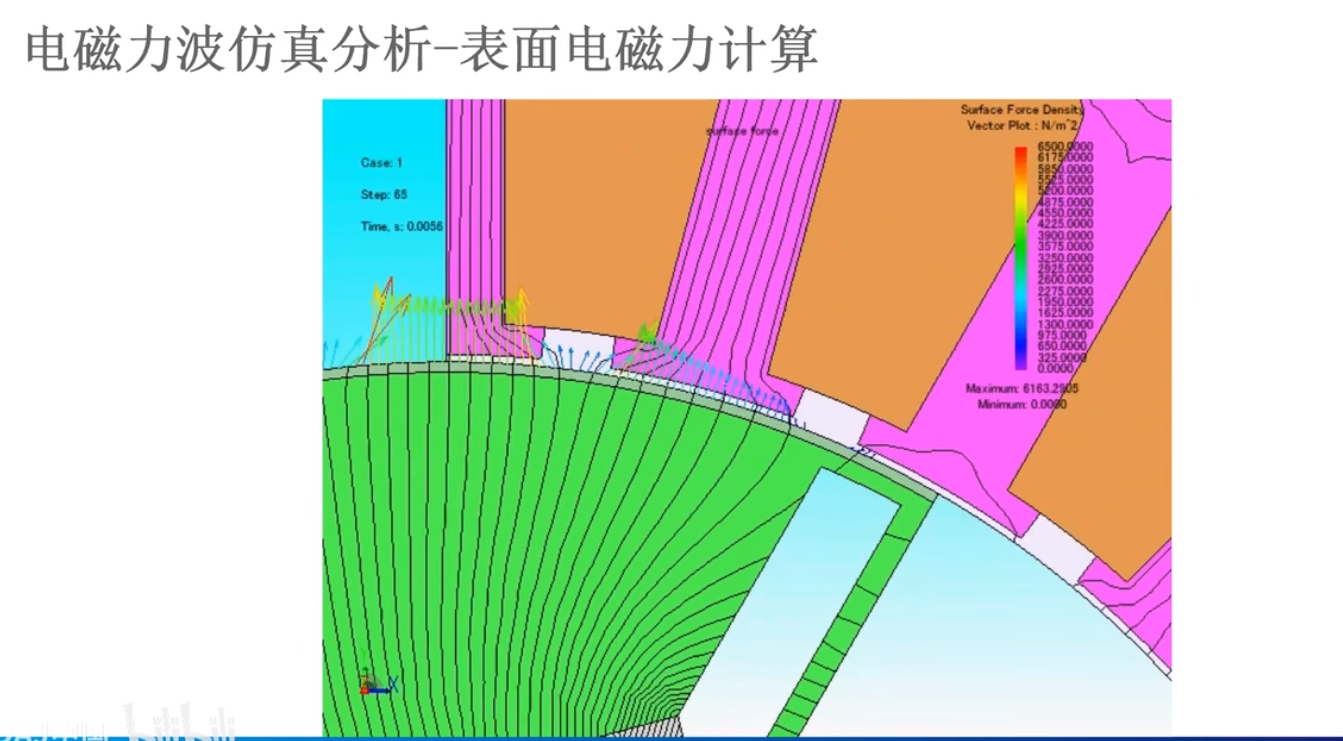 电磁力波仿真分析-表面电磁力计算
Surface Force Density
Vector Plot : N/m^2
surface force
Case: 1
Step: 65
Time, s: 0.0056
6500.0000
6175.0000
5850.0000
5525.0000
5200.0000
4875.0000
4550.0000
4225.0000
3900.0000
3575.0000
3250.0000
2925.0000
2600.0000
2275.0000
1950.0000
1625.0000
1300.0000
975.0000
650.0000
325.0000
0.0000
Maximum: 6163.2905
Minimum: 0.0000
X
bilibili